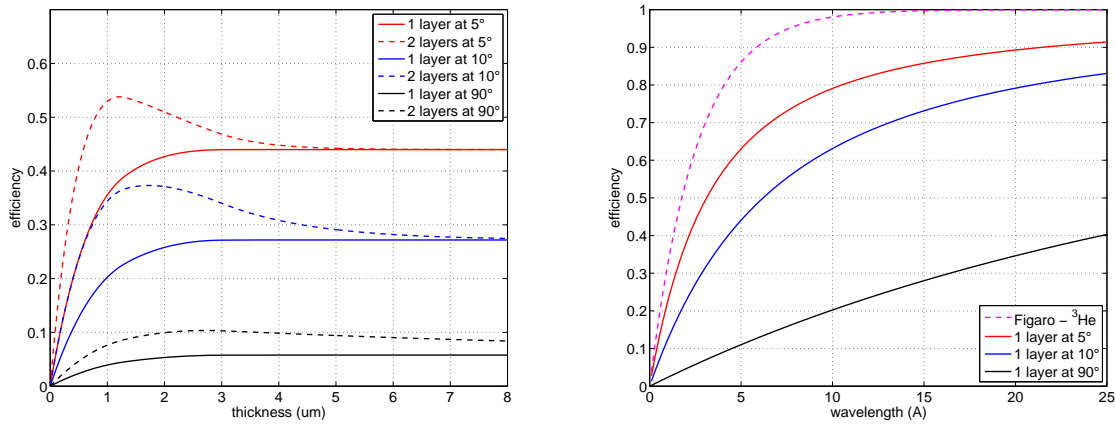 0.6
0.5
0.4
0.3
0.2
0.1
0
0 1 2 3 4 5 6 7 8
efficiency
thickness (um)
1 layer at 5°
2 layers at 5°
1 layer at 10°
2 layers at 10°
1 layer at 90°
2 layers at 90°
1
0.9
0.8
0.7
0.6
0.5
0.4
0.3
0.2
0.1
0
0 5 10 15 20 25
efficiency
wavelength (A)
Figaro − ³He
1 layer at 5°
1 layer at 10°
1 layer at 90°